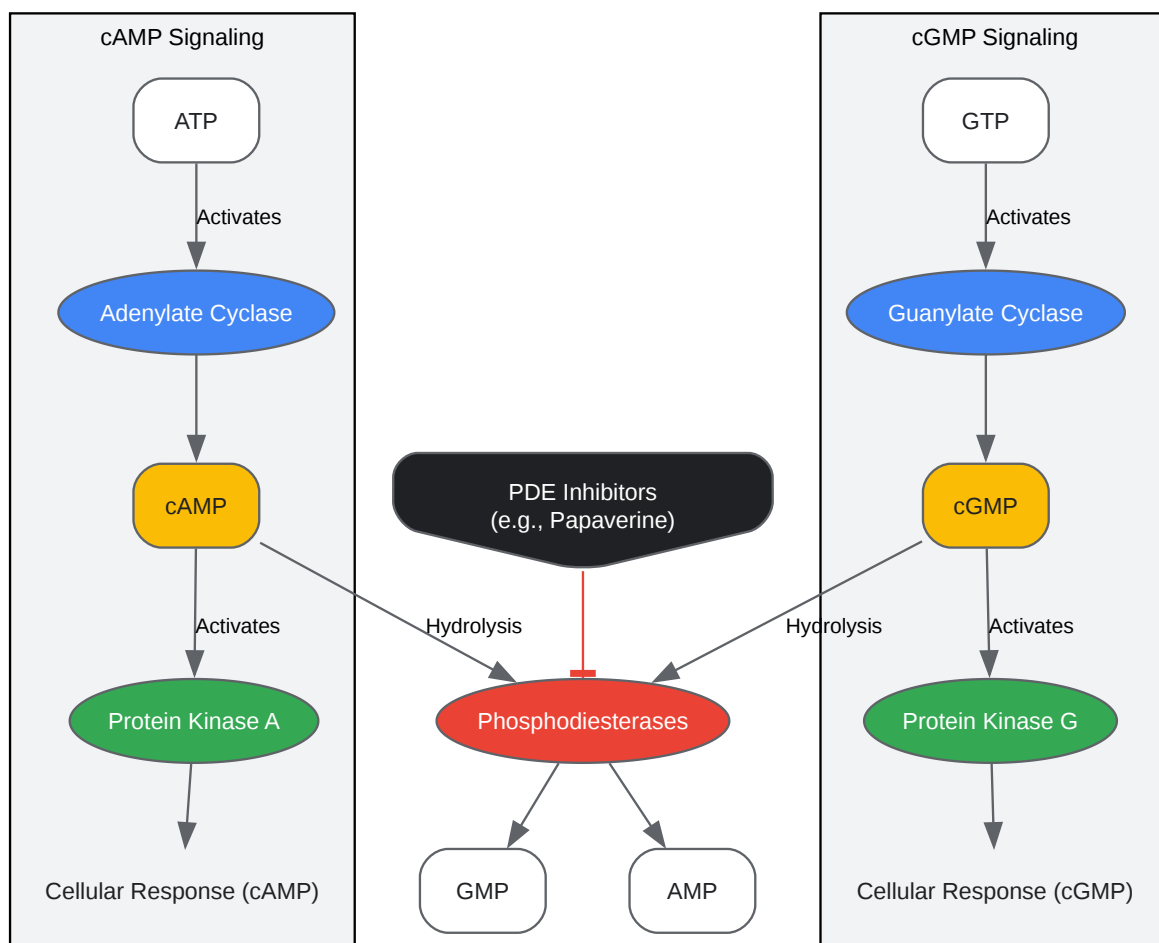 cAMP Signaling
cGMP Signaling
ATP
GTP
Activates
Activates
Adenylate Cyclase
Guanylate Cyclase
cAMP
PDE Inhibitors
(e.g., Papaverine)
cGMP
Activates
Hydrolysis
Hydrolysis
Activates
Protein Kinase A
Phosphodiesterases
Protein Kinase G
Cellular Response (cAMP)
GMP
AMP
Cellular Response (cGMP)